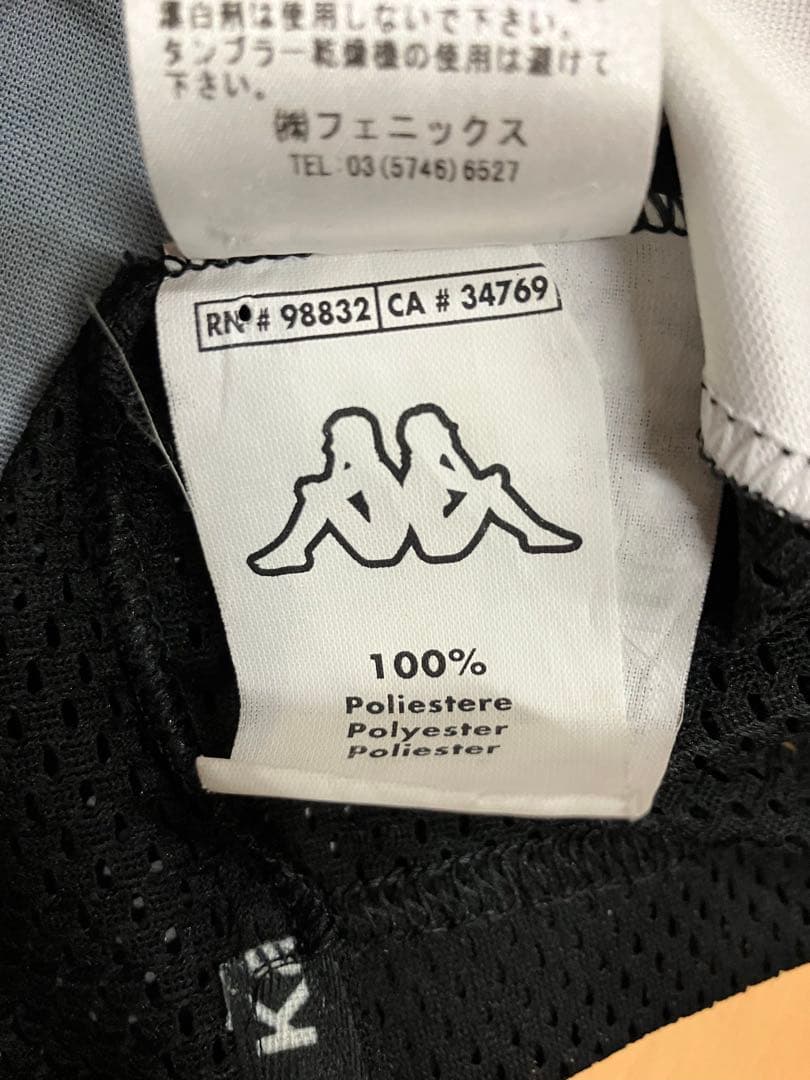 漂白剤は使用しないで下さい。
タンブラー乾燥機の使用は避けて
下さい。
㈱フェニックス
TEL:03(5746)6527
RN # 98832 CA # 34769
100%
Poliestere
Polyester
Poliester